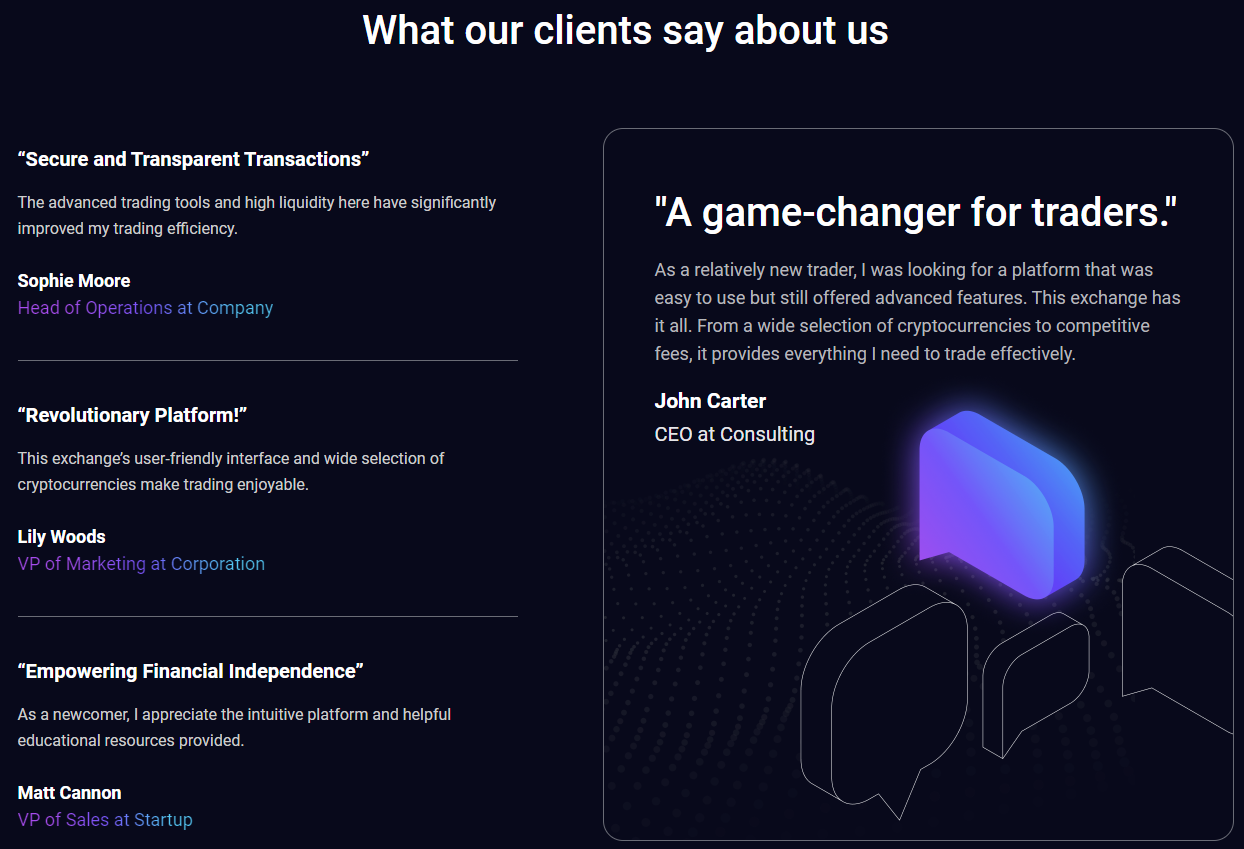 What our clients say about us
“Secure and Transparent Transactions”
The advanced trading tools and high liquidity here have significantly
improved my trading efficiency.
Sophie Moore
Head of Operations at Company
“Revolutionary Platform!”
This exchange’s user-friendly interface and wide selection of
cryptocurrencies make trading enjoyable.
Lily Woods
VP of Marketing at Corporation
“Empowering Financial Independence”
As a newcomer, I appreciate the intuitive platform and helpful
educational resources provided.
Matt Cannon
VP of Sales at Startup
"A game-changer for traders."
As a relatively new trader, I was looking for a platform that was
easy to use but still offered advanced features. This exchange has
it all. From a wide selection of cryptocurrencies to competitive
fees, it provides everything I need to trade effectively.
John Carter
CEO at Consulting